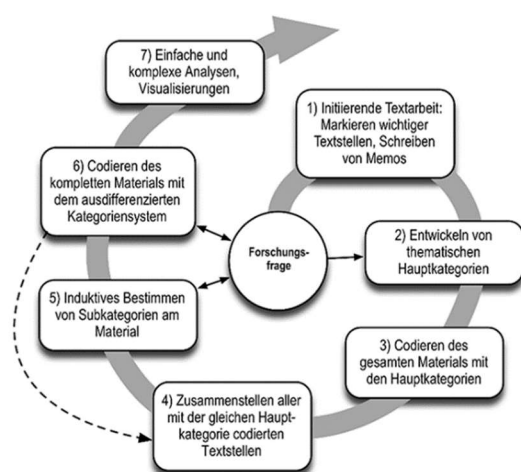 7) Einfache und
komplexe Analysen,
Visualisierungen
1) Initiierende Textarbeit:
Markieren wichtiger
Textstellen, Schreiben
von Memos
6) Codieren des
kompletten Materials mit
dem ausdifferenzierten
Kategoriensystem
Forschungs-
frage
2) Entwickeln von
thematischen
Hauptkategorien
5) Induktives Bestimmen
von Subkategorien am
Material
3) Codieren des
gesamten Materials mit
den Hauptkategorien
4) Zusammenstellen aller
mit der gleichen Haupt-
kategorie codierten
Textstellen